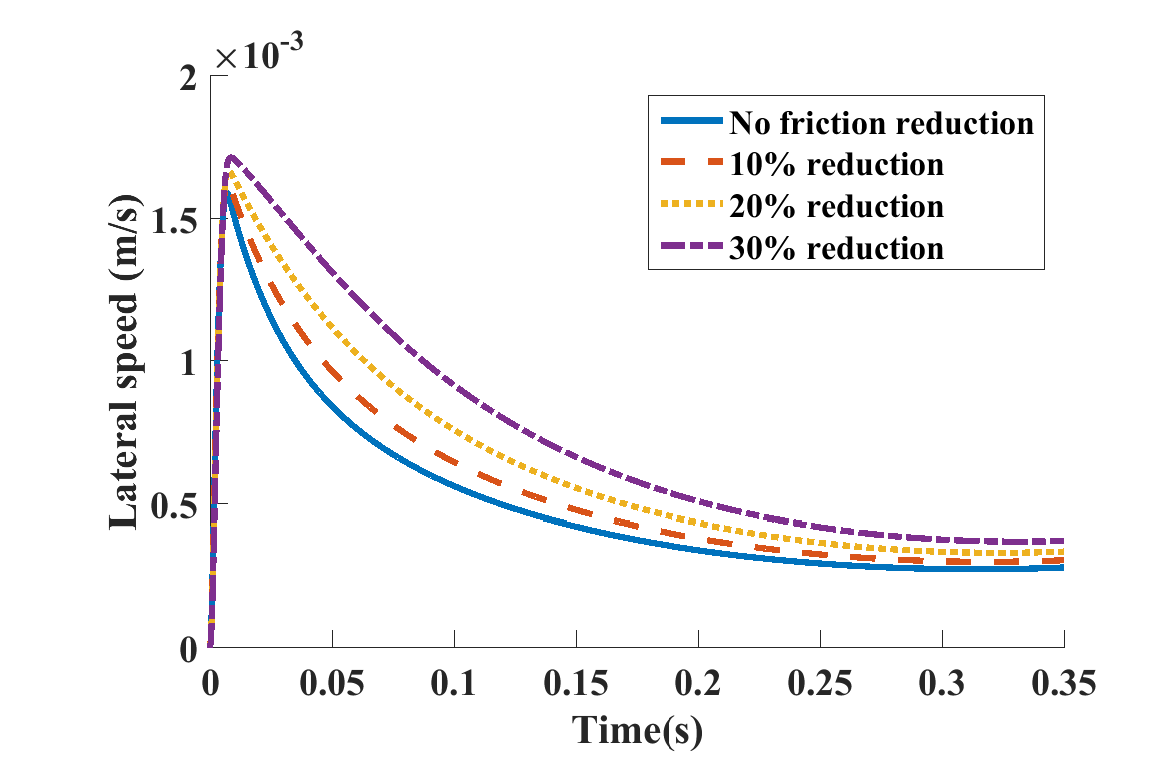 ×10-3
2
1.5
1
0.5
0
Lateral speed (m/s)
No friction reduction
10% reduction
20% reduction
30% reduction
0 0.05 0.1 0.15 0.2 0.25 0.3 0.35
Time(s)